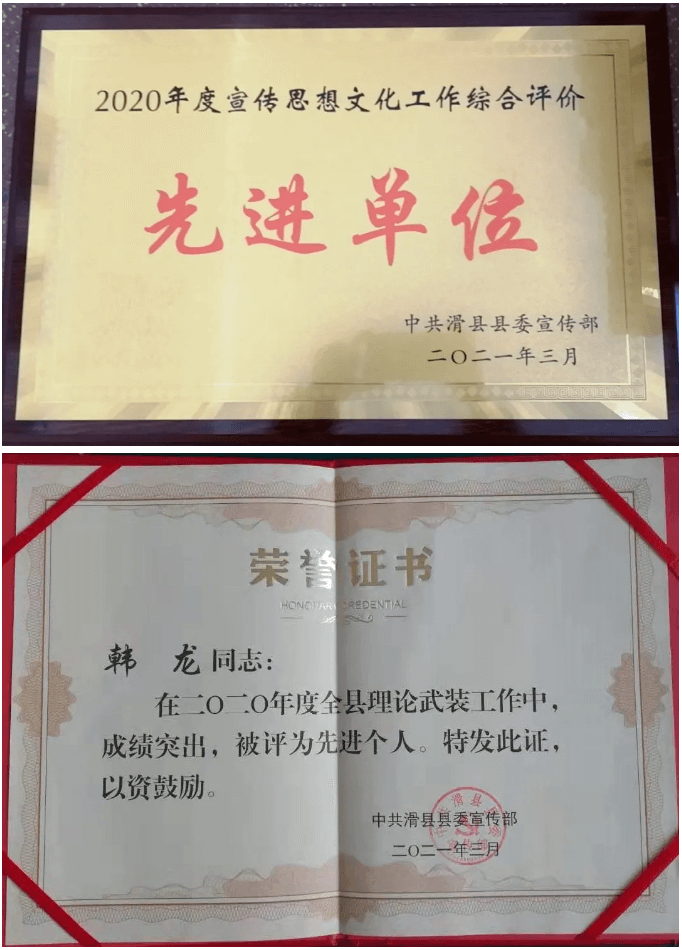 2020年度宣传思想文化工作综合评价
先进单位
中共滑县县委宣传部
二〇二一年三月
荣誉证书
HONORARY CREDENTIAL
韩 龙同志:
在二〇二〇年度全县理论武装工作中,
成绩突出,被评为先进个人。特发此证,
以资鼓励。
中共滑县县委宣传部
二〇二一年三月